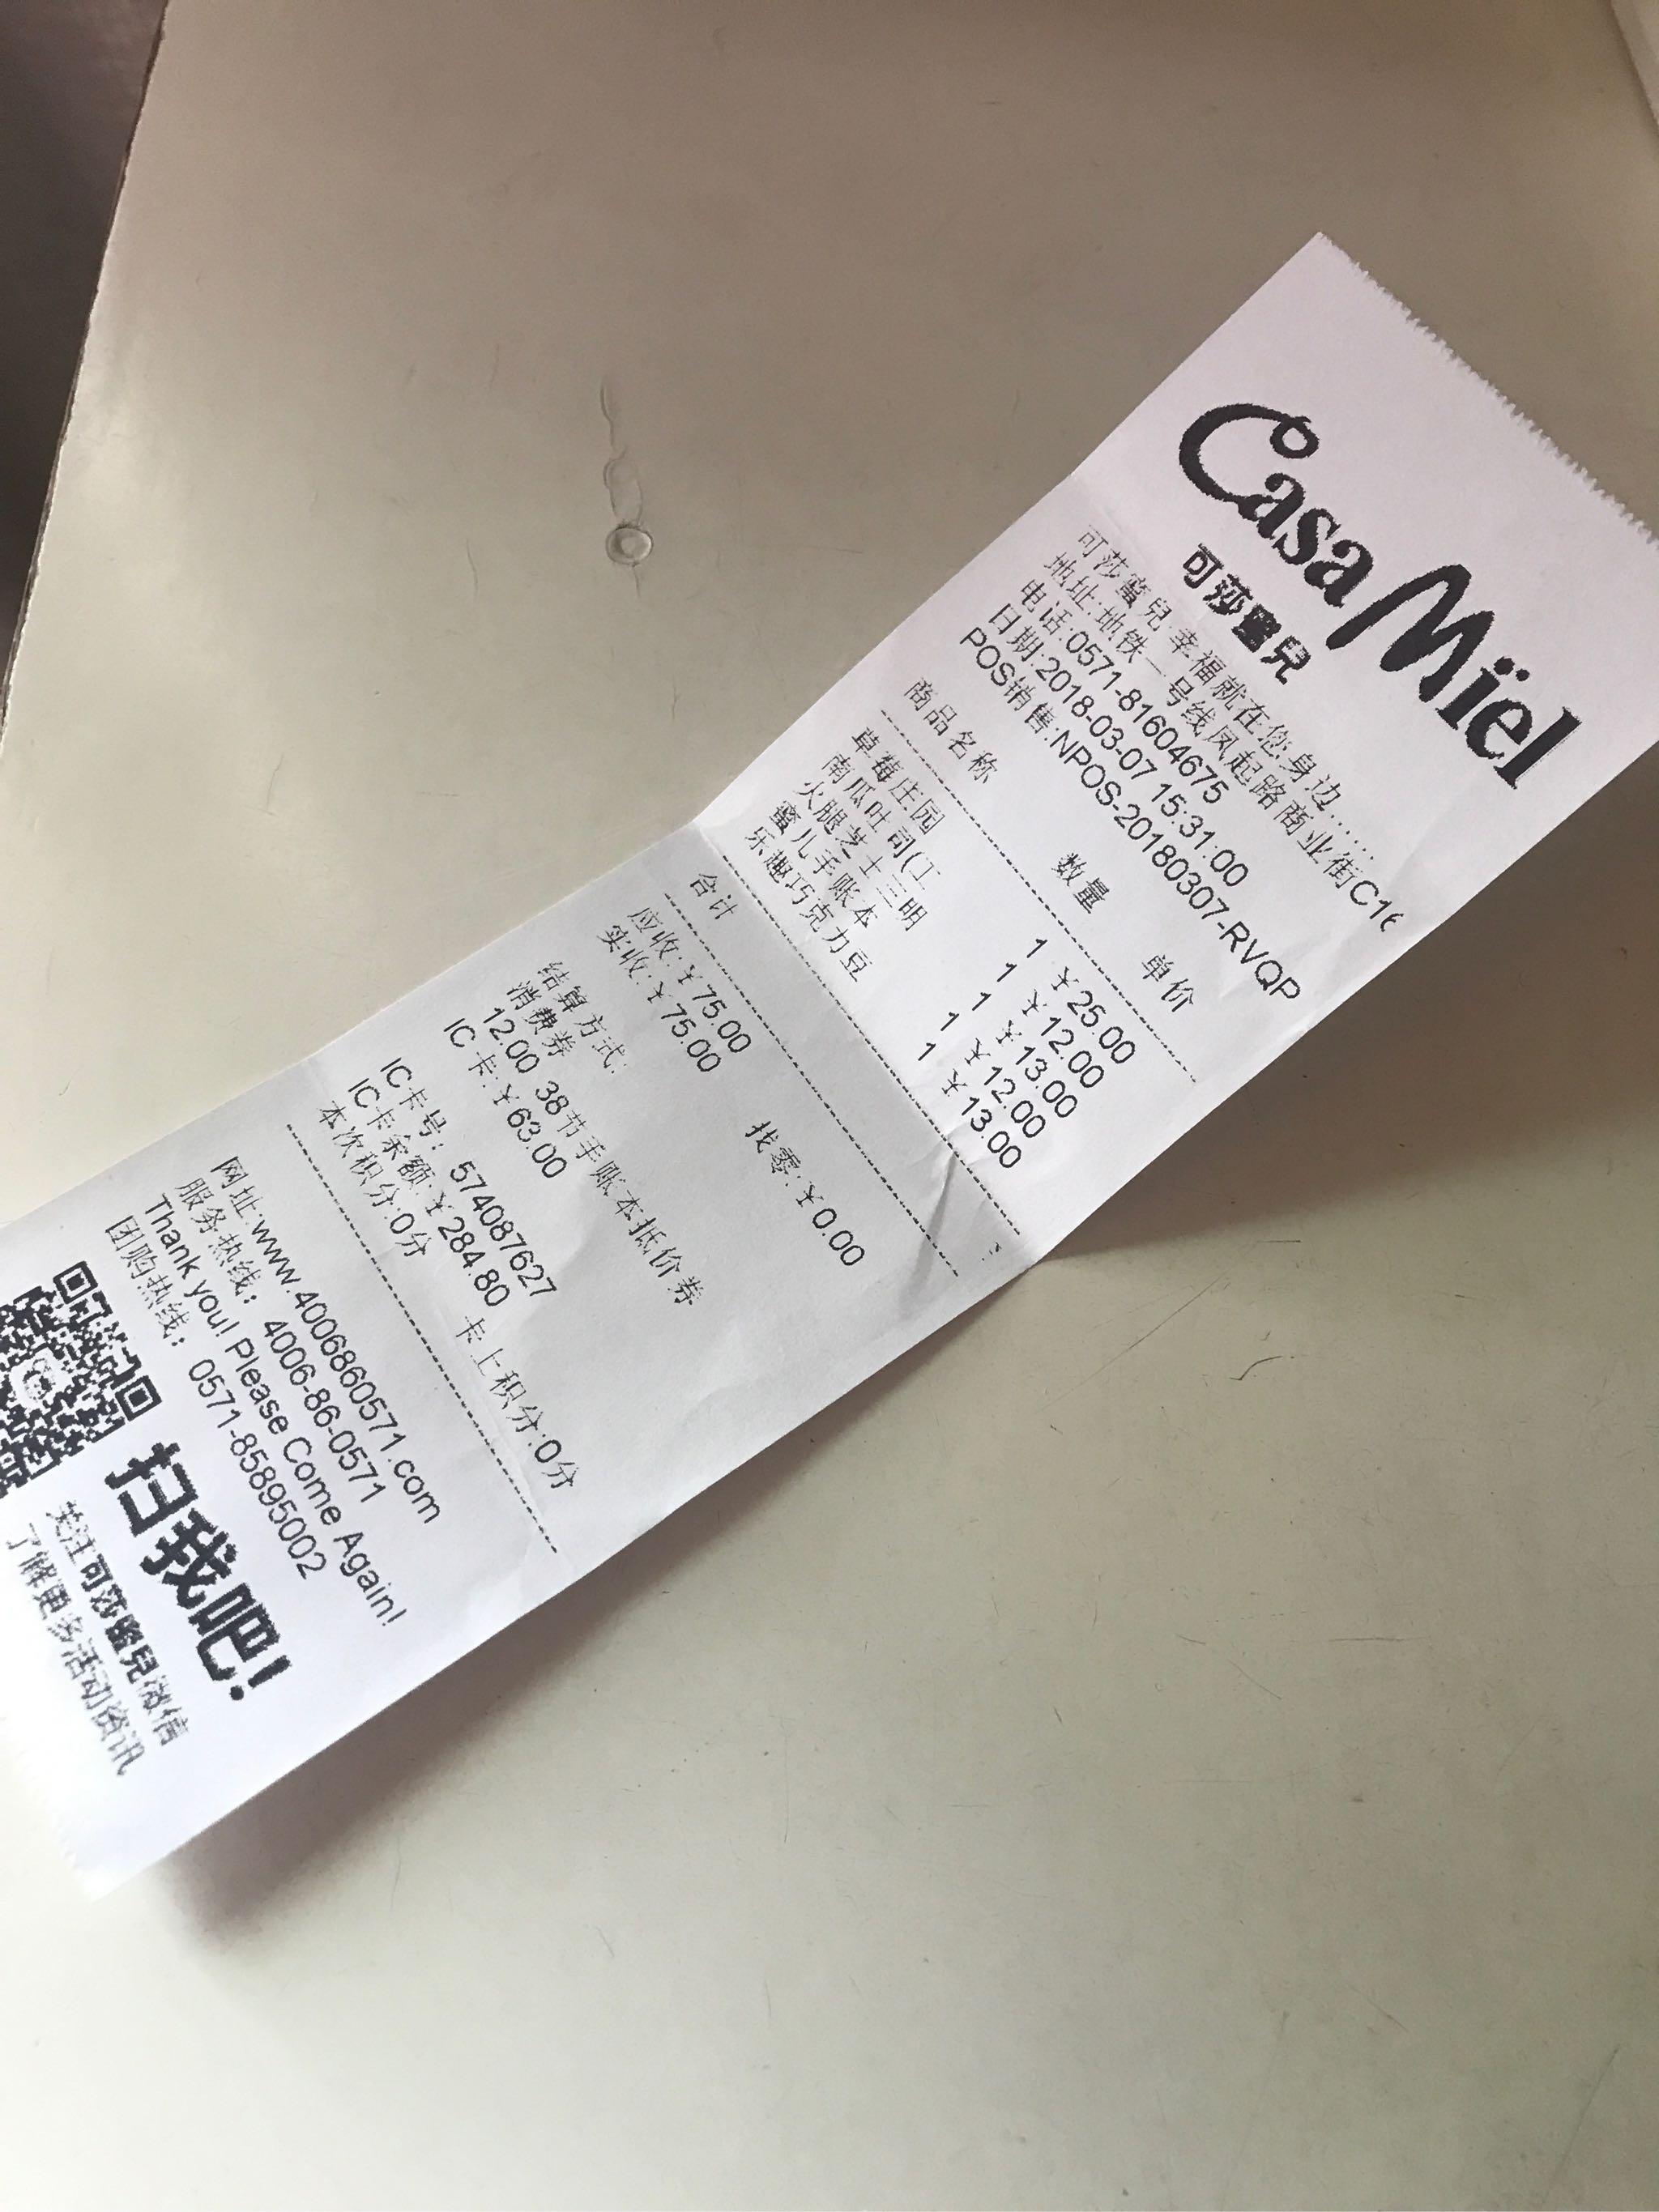 Casa Miel
可莎蜜兒
可莎蜜兒·幸福就在您身边……
地址:地铁一号线凤起路商业街C16
电话:0571-81604675
日期:2018-03-07 15:31:00
POS销售:NPOS-20180307-RVQP
商品名称 数量 单价
草莓庄园 1 ￥25.00
南瓜吐司(工 1 ￥12.00
火腿芝士三明 1 ￥13.00
蜜儿手账本 1 ￥12.00
乐趣巧克力豆 1 ￥13.00
合计
应收:￥75.00
实收:￥75.00 找零:￥0.00
结算方式:
消费券
12.00 38节手账本抵价券
IC卡:￥63.00
IC卡号: 574087627
IC卡余额:￥284.80
本次积分:0分 卡上积分:0分
网址:www.4006860571.com
服务热线: 4006-86-0571
Thank you! Please Come Again!
团购热线: 0571-85895002
扫我吧!
关注可莎蜜兒微信
了解更多活动资讯